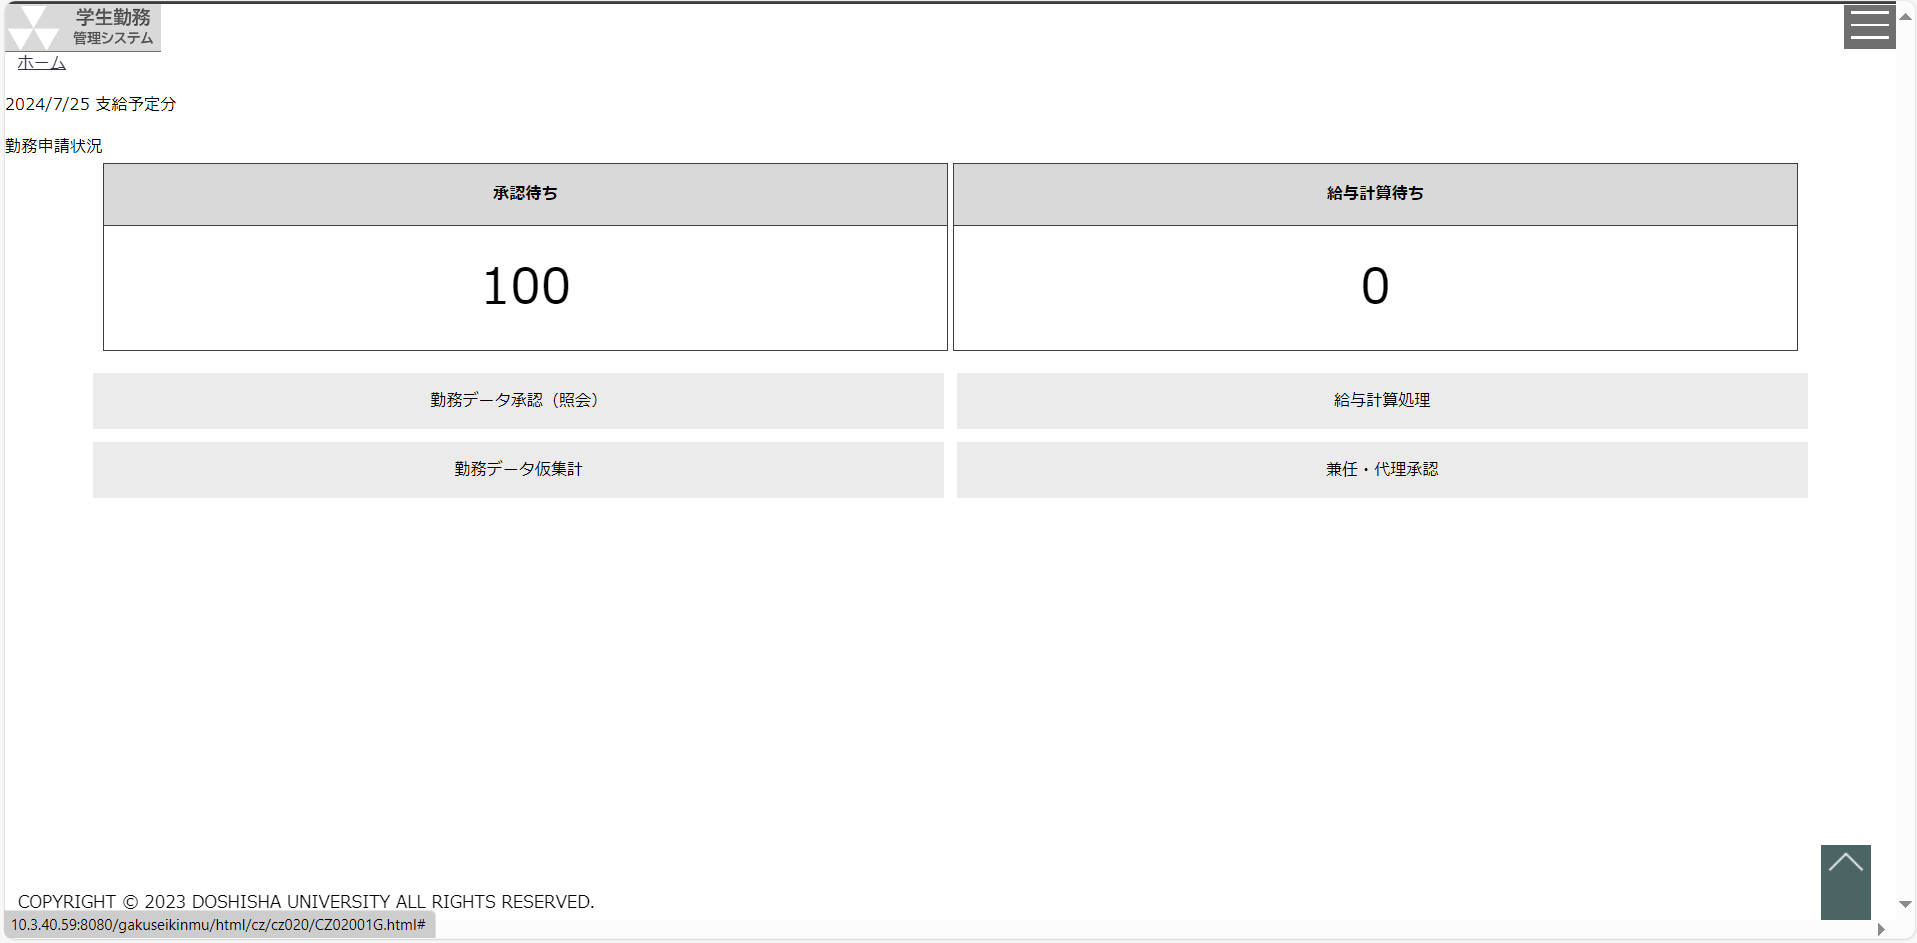 学生勤務
管理システム
ホーム
2024/7/25 支給予定分
勤務申請状況
承認待ち
給与計算待ち
100
0
勤務データ承認（照会）
給与計算処理
勤務データ仮集計
兼任・代理承認
COPYRIGHT © 2023 DOSHISHA UNIVERSITY ALL RIGHTS RESERVED.
10.3.40.59:8080/gakuseikinmu/html/cz/cz020/CZ02001G.html#